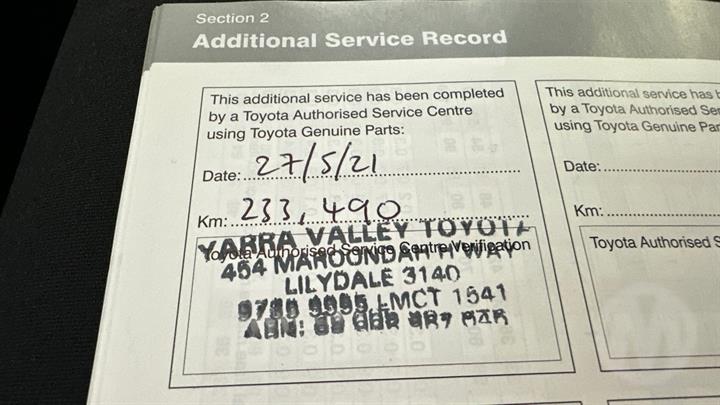 Section 2
Additional Service Record
This additional service has been completed
by a Toyota Authorised Service Centre
using Toyota Genuine Parts:
Date: 27/5/21
Km: 233,490
YARRA VALLEY TOYOTA
Toyota Authorised Service Centre Verification
454 MAROONDAH H'WAY
LILYDALE 3140
LMCT 1541
ABN:
This additional service has
by a Toyota Authorised Ser
using Toyota Genuine Par
Date:
Km:
Toyota Authorised S